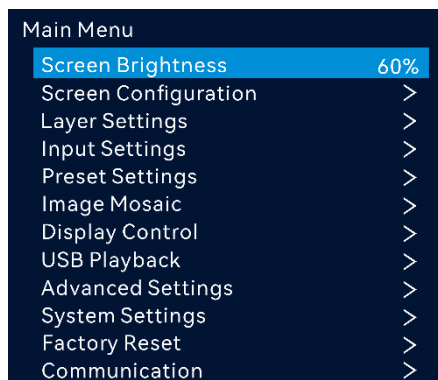 Main Menu
Screen Brightness 60%
Screen Configuration >
Layer Settings >
Input Settings >
Preset Settings >
Image Mosaic >
Display Control >
USB Playback >
Advanced Settings >
System Settings >
Factory Reset >
Communication >